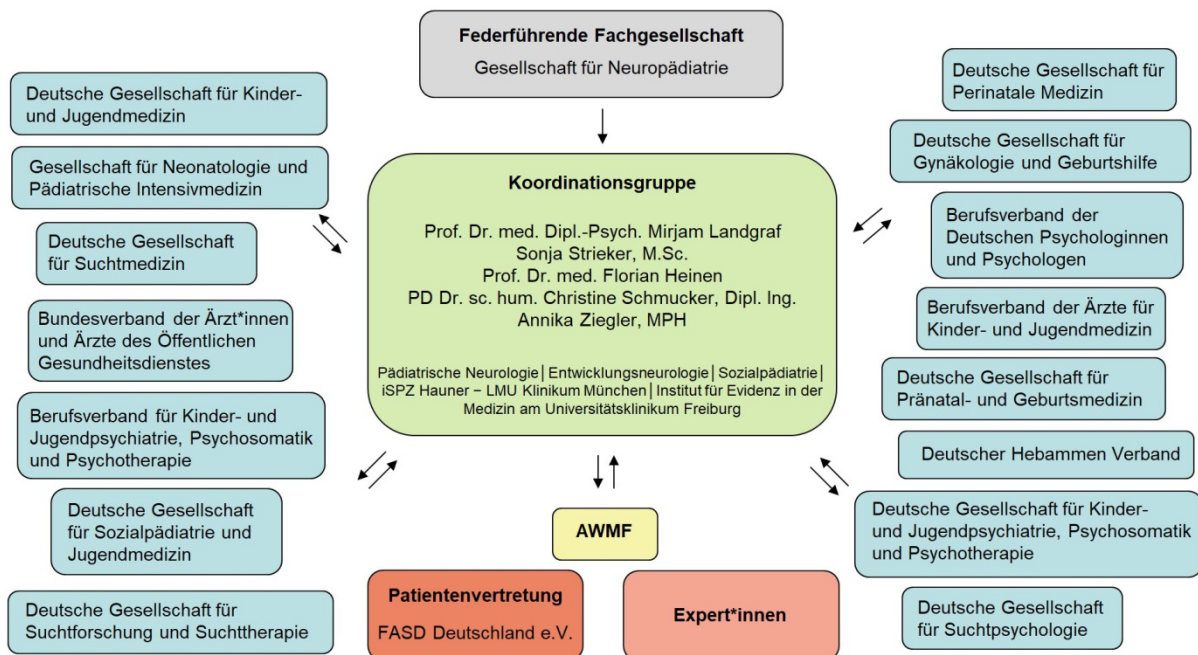 Federführende Fachgesellschaft
Gesellschaft für Neuropädiatrie
Deutsche Gesellschaft für Kinder-
und Jugendmedizin
Gesellschaft für Neonatologie und
Pädiatrische Intensivmedizin
Deutsche Gesellschaft
für Suchtmedizin
Bundesverband der Ärzt*innen
und Ärzte des Öffentlichen
Gesundheitsdienstes
Berufsverband für Kinder- und
Jugendpsychiatrie, Psychosomatik
und Psychotherapie
Deutsche Gesellschaft
für Sozialpädiatrie und
Jugendmedizin
Deutsche Gesellschaft für
Suchtforschung und Suchttherapie
Koordinationsgruppe
Prof. Dr. med. Dipl.-Psych. Mirjam Landgraf
Sonja Strieker, M.Sc.
Prof. Dr. med. Florian Heinen
PD Dr. sc. hum. Christine Schmucker, Dipl. Ing.
Annika Ziegler, MPH
Pädiatrische Neurologie│Entwicklungsneurologie│Sozialpädiatrie│
iSPZ Hauner – LMU Klinikum München│Institut für Evidenz in der
Medizin am Universitätsklinikum Freiburg
AWMF
Patientenvertretung
FASD Deutschland e.V.
Expert*innen
Deutsche Gesellschaft für
Perinatale Medizin
Deutsche Gesellschaft für
Gynäkologie und Geburtshilfe
Berufsverband der
Deutschen Psychologinnen
und Psychologen
Berufsverband der Ärzte für
Kinder- und Jugendmedizin
Deutsche Gesellschaft für
Pränatal- und Geburtsmedizin
Deutscher Hebammen Verband
Deutsche Gesellschaft für Kinder-
und Jugendpsychiatrie, Psychosomatik
und Psychotherapie
Deutsche Gesellschaft
für Suchtpsychologie